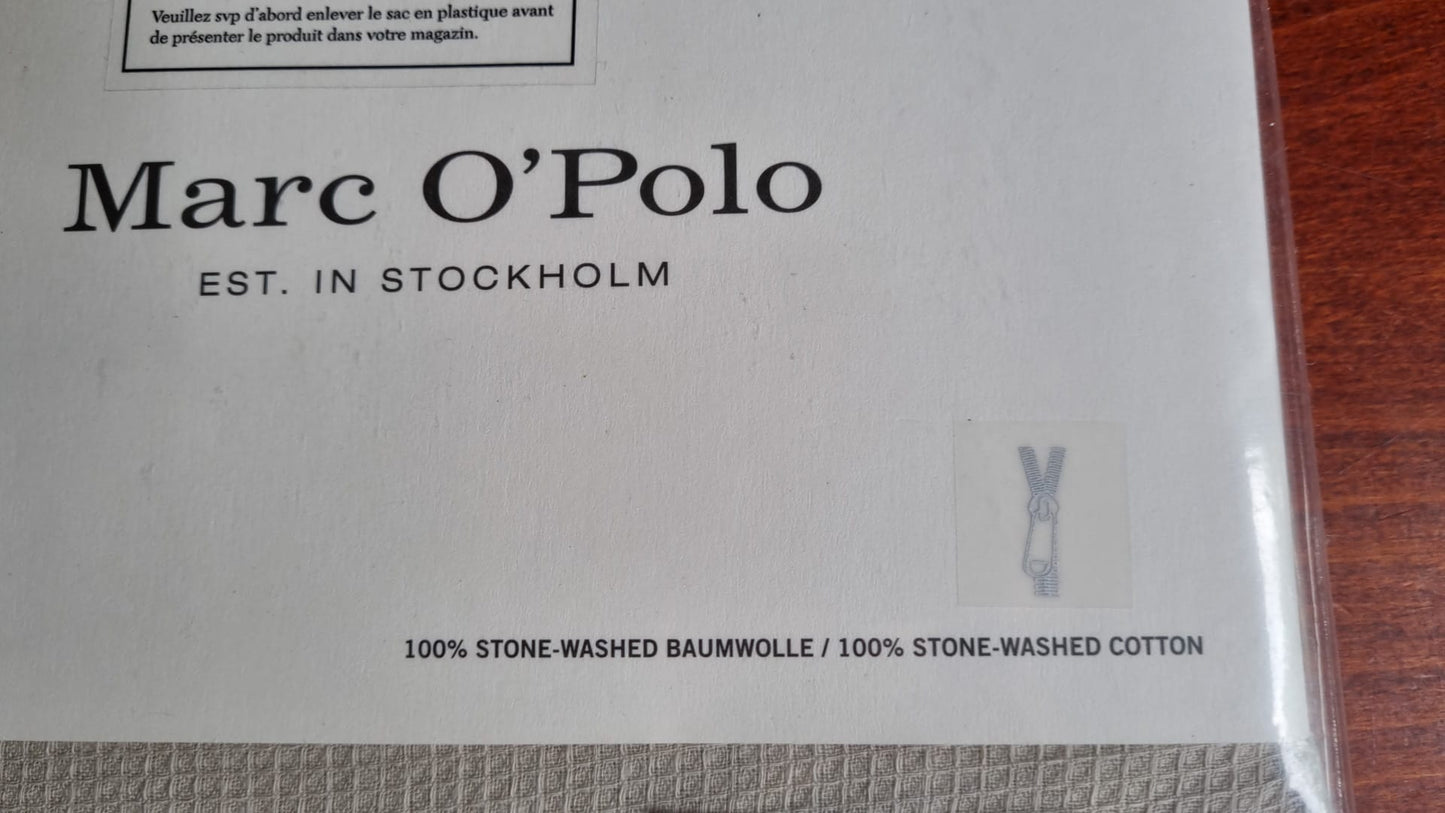 Veuillez svp d'abord enlever le sac en plastique avant
de présenter le produit dans votre magazin.
Marc O'Polo
EST. IN STOCKHOLM
100% STONE-WASHED BAUMWOLLE / 100% STONE-WASHED COTTON